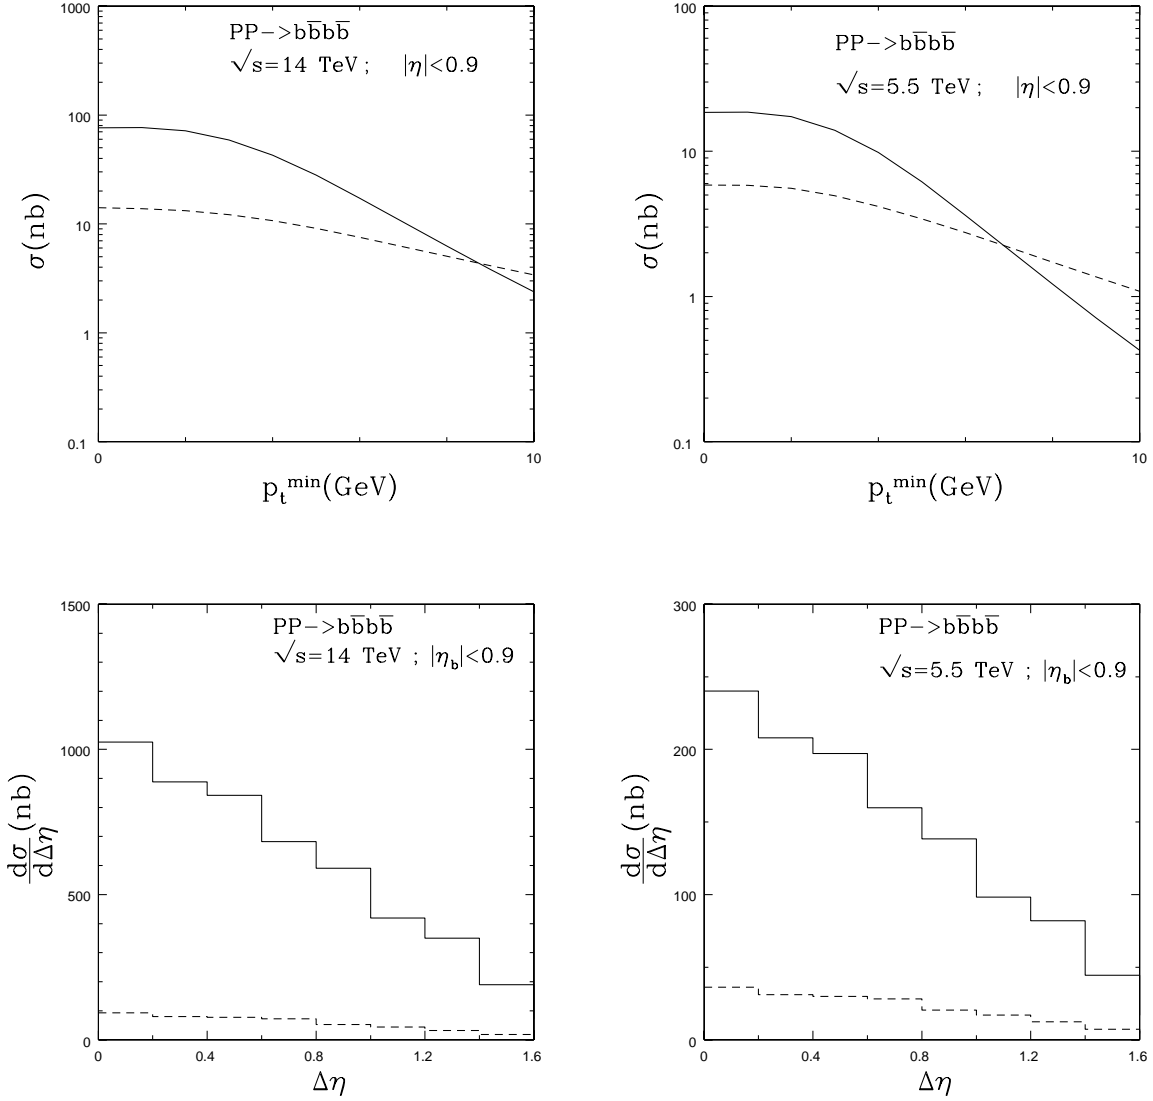 1000
100
10
1
0.1
σ(nb)
PP−>bb̅bb̅
√s=14 TeV; |η|<0.9
0
10
p_t^min(GeV)
100
10
1
0.1
σ(nb)
PP−>bb̅bb̅
√s=5.5 TeV; |η|<0.9
0
10
p_t^min(GeV)
1500
1000
500
0
dσ/dΔη (nb)
PP−>bb̅bb̅
√s=14 TeV ; |η_b|<0.9
0 0.4 0.8 1.2 1.6
Δη
300
200
100
0
dσ/dΔη (nb)
PP−>bb̅bb̅
√s=5.5 TeV ; |η_b|<0.9
0 0.4 0.8 1.2 1.6
Δη